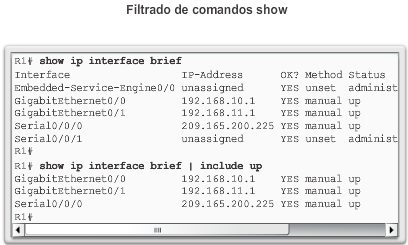 Filtrado de comandos show
R1# show ip interface brief
Interface IP-Address OK? Method Status
Embedded-Service-Engine0/0 unassigned YES unset administ
GigabitEthernet0/0 192.168.10.1 YES manual up
GigabitEthernet0/1 192.168.11.1 YES manual up
Serial0/0/0 209.165.200.225 YES manual up
Serial0/0/1 unassigned YES unset administ
R1#
R1# show ip interface brief | include up
GigabitEthernet0/0 192.168.10.1 YES manual up
GigabitEthernet0/1 192.168.11.1 YES manual up
Serial0/0/0 209.165.200.225 YES manual up
R1#